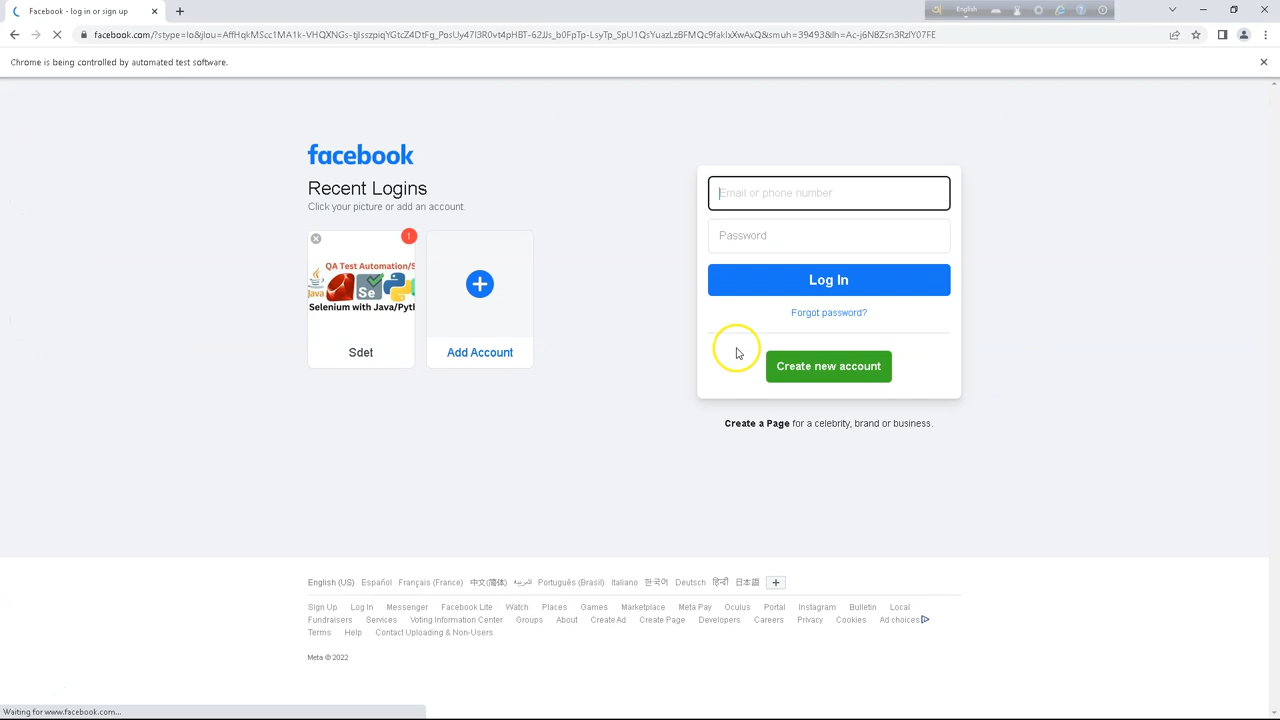 Facebook - log in or sign up
English
Chrome is being controlled by automated test software.
facebook
Recent Logins
Click your picture or add an account.
1
QA Test Automation/S
Java
Se
Selenium with Java/Pyth
Sdet
Add Account
Email or phone number
Password
Log In
Forgot password?
Create new account
Create a Page for a celebrity, brand or business.
English (US) Español Français (France) 中文(简体) العربية Português (Brasil) Italiano 한국어 Deutsch हिन्दी 日本語
Sign Up Log In Messenger Facebook Lite Watch Places Games Marketplace Meta Pay Oculus Portal Instagram Bulletin Local
Fundraisers Services Voting Information Center Groups About Create Ad Create Page Developers Careers Privacy Cookies Ad choices
Terms Help Contact Uploading & Non-Users
Meta © 2022
Waiting for www.facebook.com...